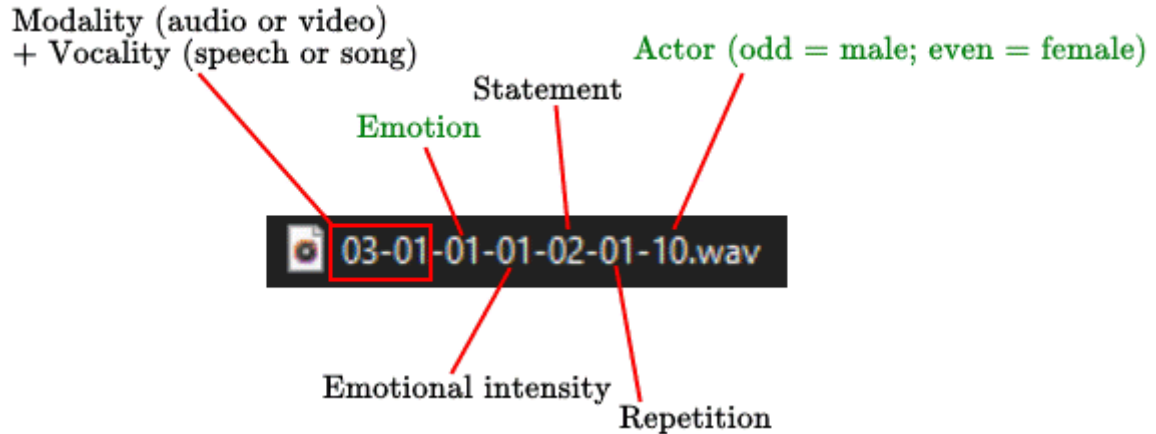 Modality (audio or video)
+ Vocality (speech or song)
Actor (odd = male; even = female)
Statement
Emotion
03-01-01-01-02-01-10.wav
Emotional intensity
Repetition